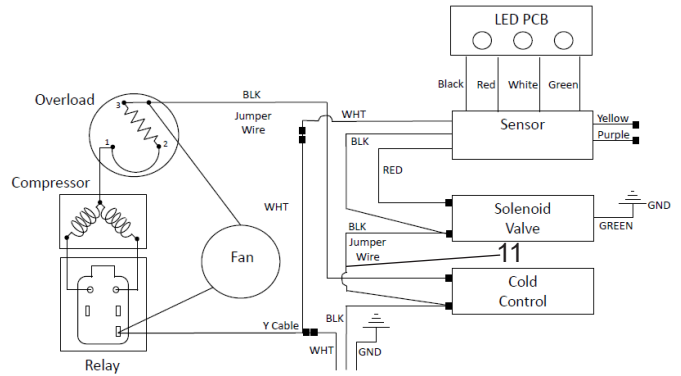 LED PCB
Black Red White Green
Overload
BLK
Jumper
Wire
WHT
Sensor
Yellow
Purple
3
1
2
BLK
RED
Compressor
WHT
Solenoid
Valve
GND
GREEN
BLK
Jumper
Wire
11
Fan
Cold
Control
Y Cable
BLK
WHT
GND
Relay